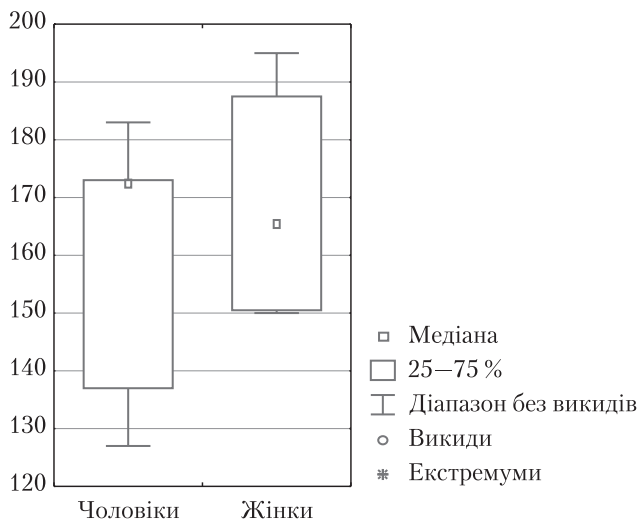 200
190
180
170
160
150
140
130
120
Чоловіки Жінки
Медіана
25—75 %
Діапазон без викидів
Викиди
Екстремуми